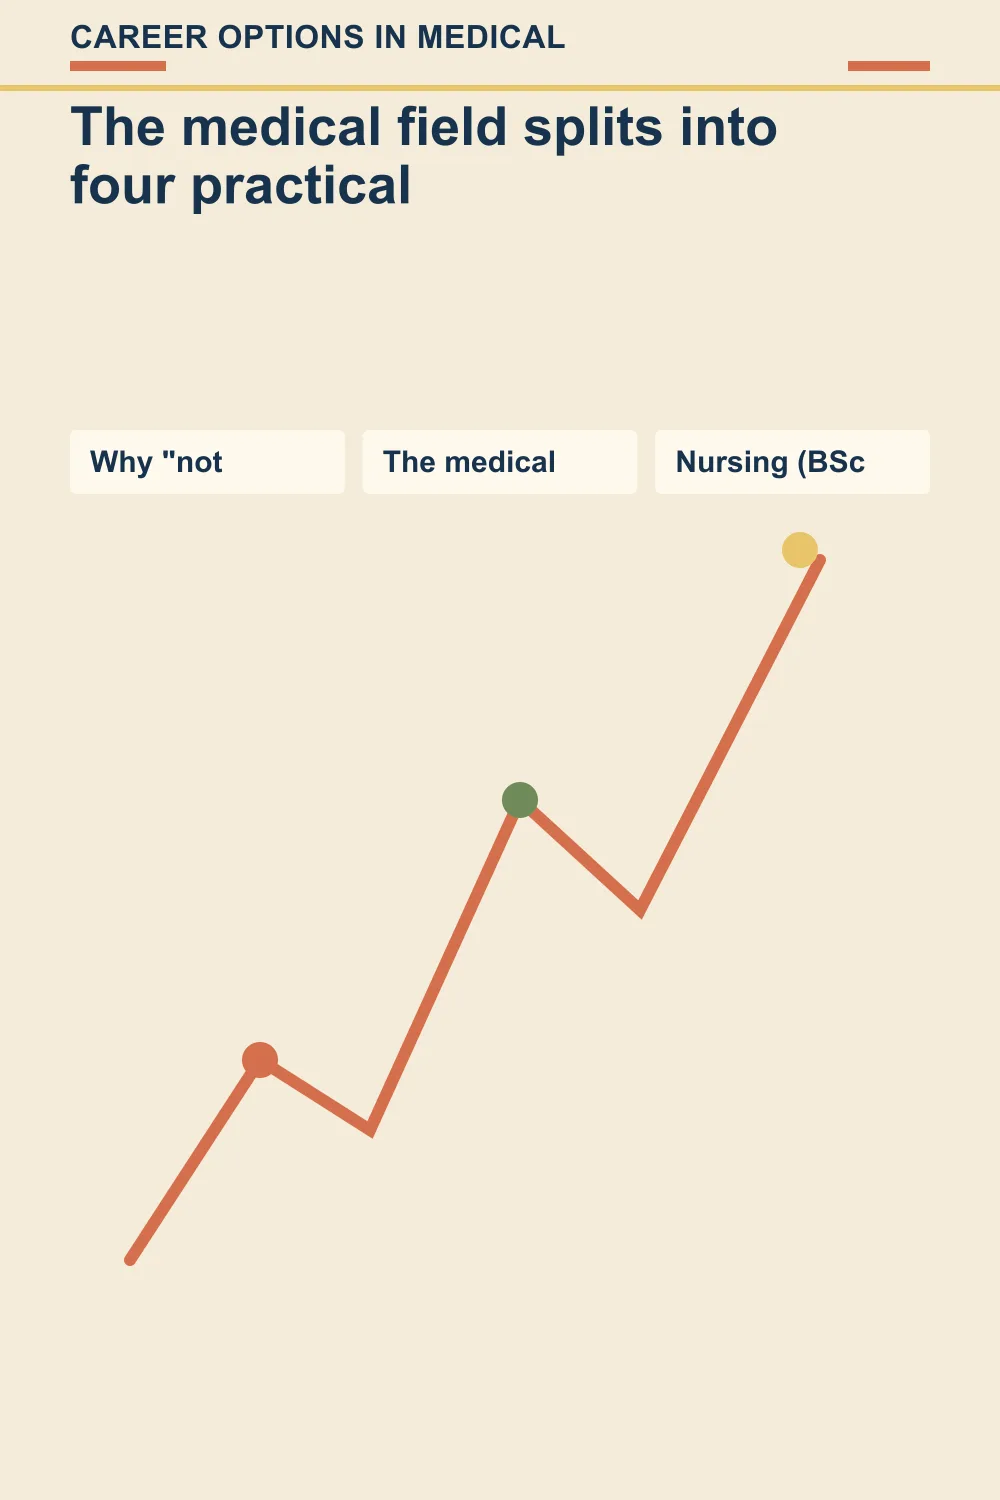 CAREER OPTIONS IN MEDICAL
The medical field splits into
four practical
Why "not
The medical
Nursing (BSc